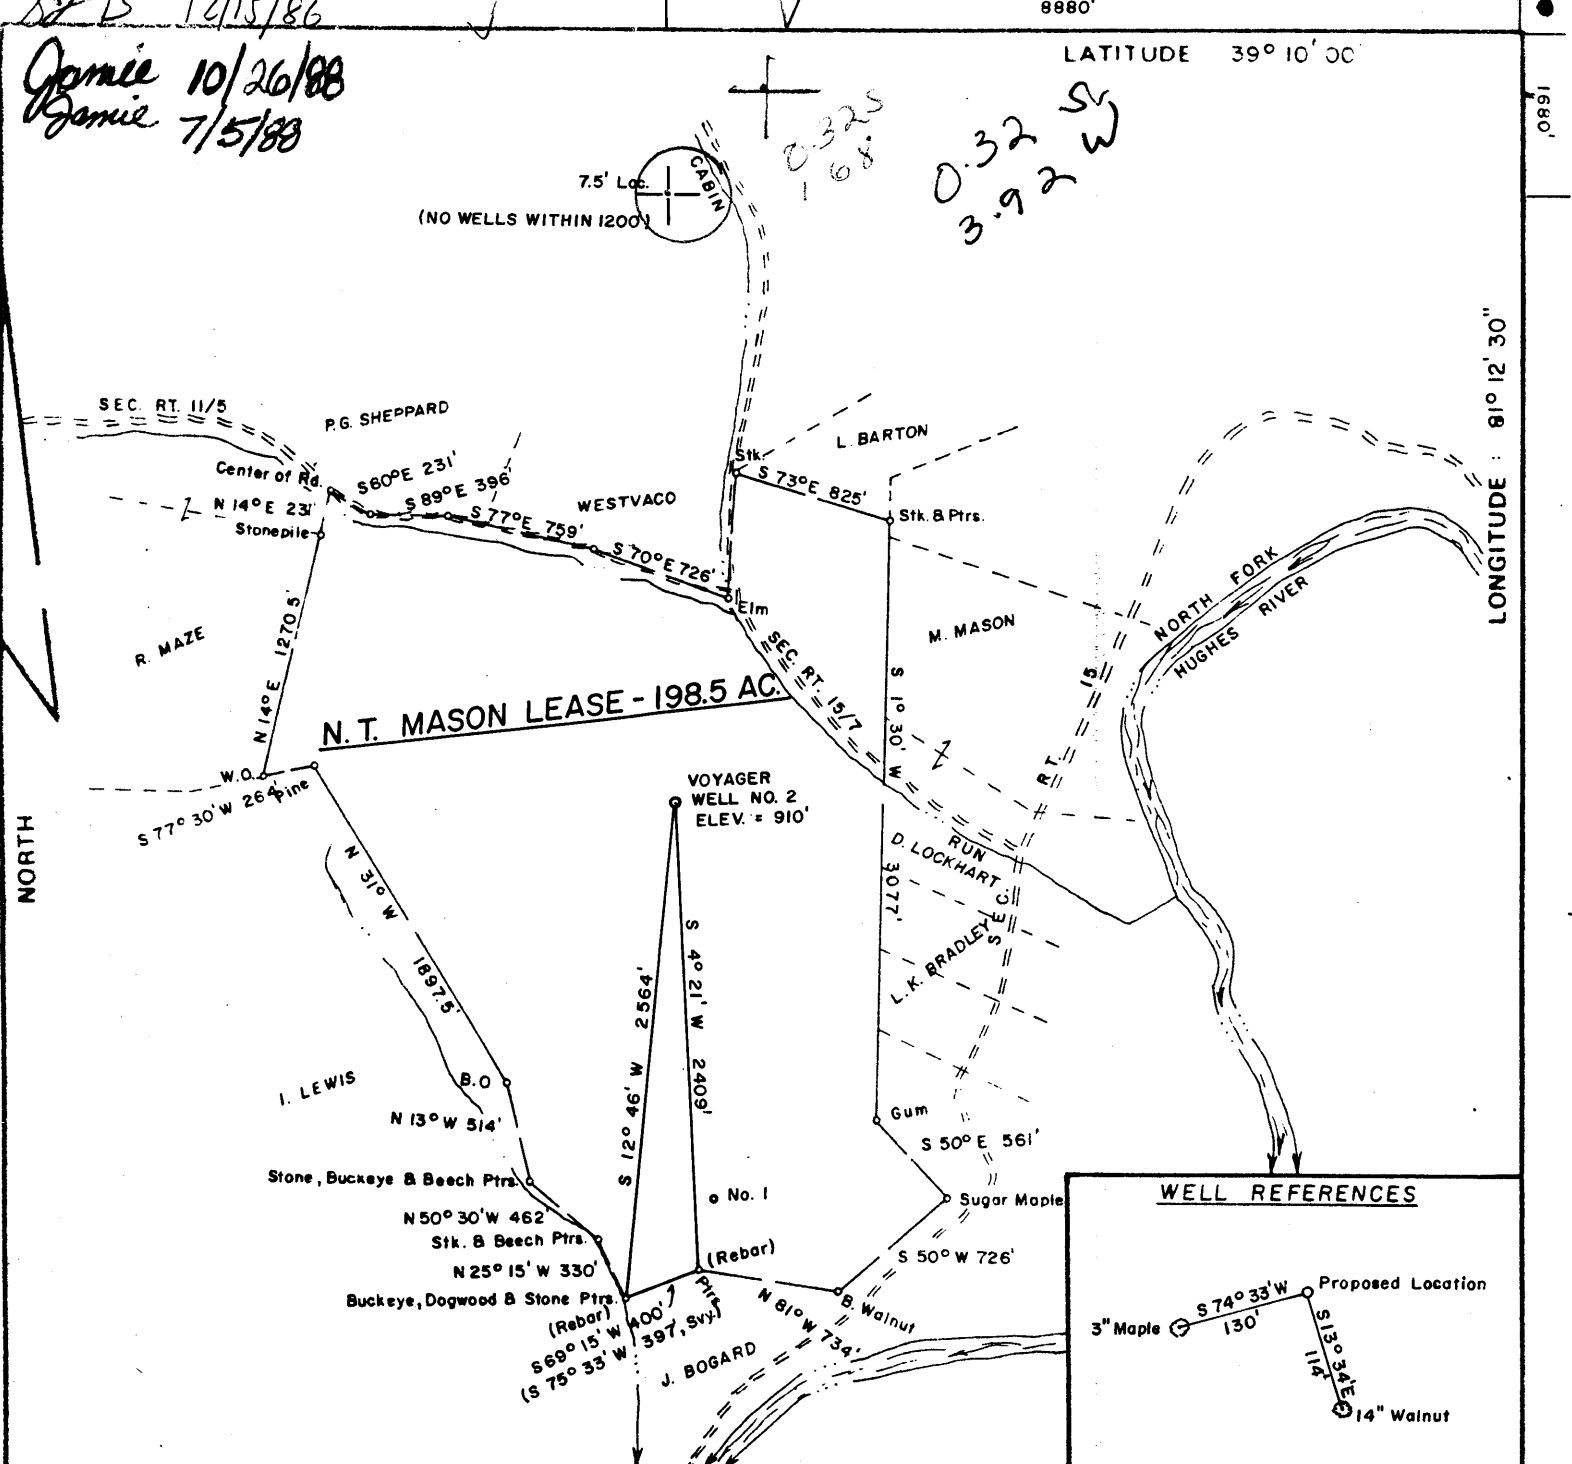 12/15/86
8880'
LATITUDE 39° 10' 00
Jamie 10/26/88
Jamie 7/5/88
1680'
0.325
168
0.32 S
3.92 W
CABIN
7.5' Loc.
(NO WELLS WITHIN 1200')
LONGITUDE : 81° 12' 30"
SEC. RT. 11/5
P.G. SHEPPARD
L. BARTON
Stk.
Center of Rd.
S 60° E 231'
S 89° E 396'
S 73° E 825'
N 14° E 231'
S 77° E 759'
WESTVACO
Stk. & Ptrs.
Stonepile
S 70° E 726'
Elm
NORTH FORK
HUGHES RIVER
R. MAZE
N 14° E 1270.5'
M. MASON
SEC. RT. 15/7
S 1° 30' W
3077'
N. T. MASON LEASE - 198.5 AC.
W.O.
Pine
S 77° 30' W 264'
VOYAGER
WELL NO. 2
ELEV. = 910'
SEC. RT. 15
NORTH
RUN
D. LOCKHART
N 31° W 1897.5'
L.K. BRADLEY
S 12° 46' W 2564'
S 4° 21' W 2409'
I. LEWIS
B.O
N 13° W 514'
Gum
S 50° E 561'
Stone, Buckeye & Beech Ptrs.
No. 1
Sugar Maple
N 50° 30' W 462'
Stk. & Beech Ptrs.
(Rebar)
Ptrs.
S 50° W 726'
N 25° 15' W 330'
Buckeye, Dogwood & Stone Ptrs.
(Rebar)
B. Walnut
N 81° W 734'
S 69° 15' W 400'
(S 75° 33' W 397', Svy.)
J. BOGARD
WELL REFERENCES
Proposed Location
S 74° 33' W
130'
3" Maple
S 13° 34' E
114'
14" Walnut